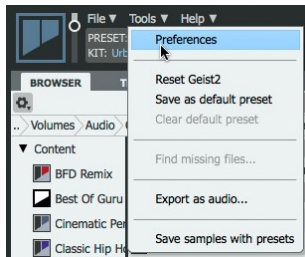 File ▼ Tools ▼ Help ▼
PRESET:
KIT: Urb
Preferences
BROWSER
Reset Geist2
Save as default preset
Clear default preset
.. Volumes Audio
▼ Content
Find missing files...
BFD Remix
Best Of Guru
Export as audio...
Cinematic Per
Classic Hip Ho
Save samples with presets